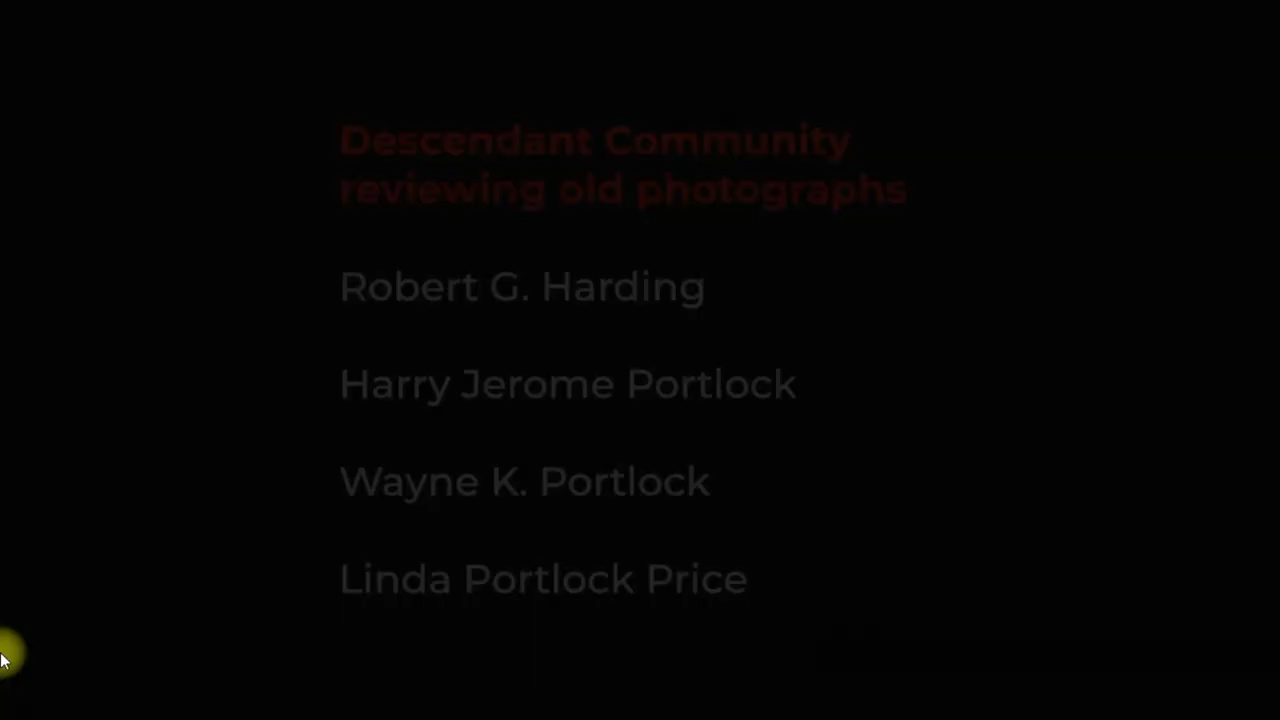 Descendant Community
reviewing old photographs
Robert G. Harding
Harry Jerome Portlock
Wayne K. Portlock
Linda Portlock Price